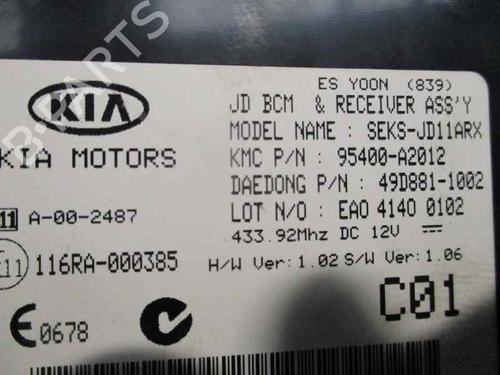 ES YOON (839)
KIA
JD BCM & RECEIVER ASS'Y
MODEL NAME : SEKS-JD11ARX
KIA MOTORS
KMC P/N : 95400-A2012
DAEDONG P/N : 49D881-1002
11 A-00-2487
LOT N/O : EAO 4140 0102
433.92Mhz DC 12V
11 116RA-000385
H/W Ver:1.02 S/W Ver:1.06
C01
0678
B-PARTS